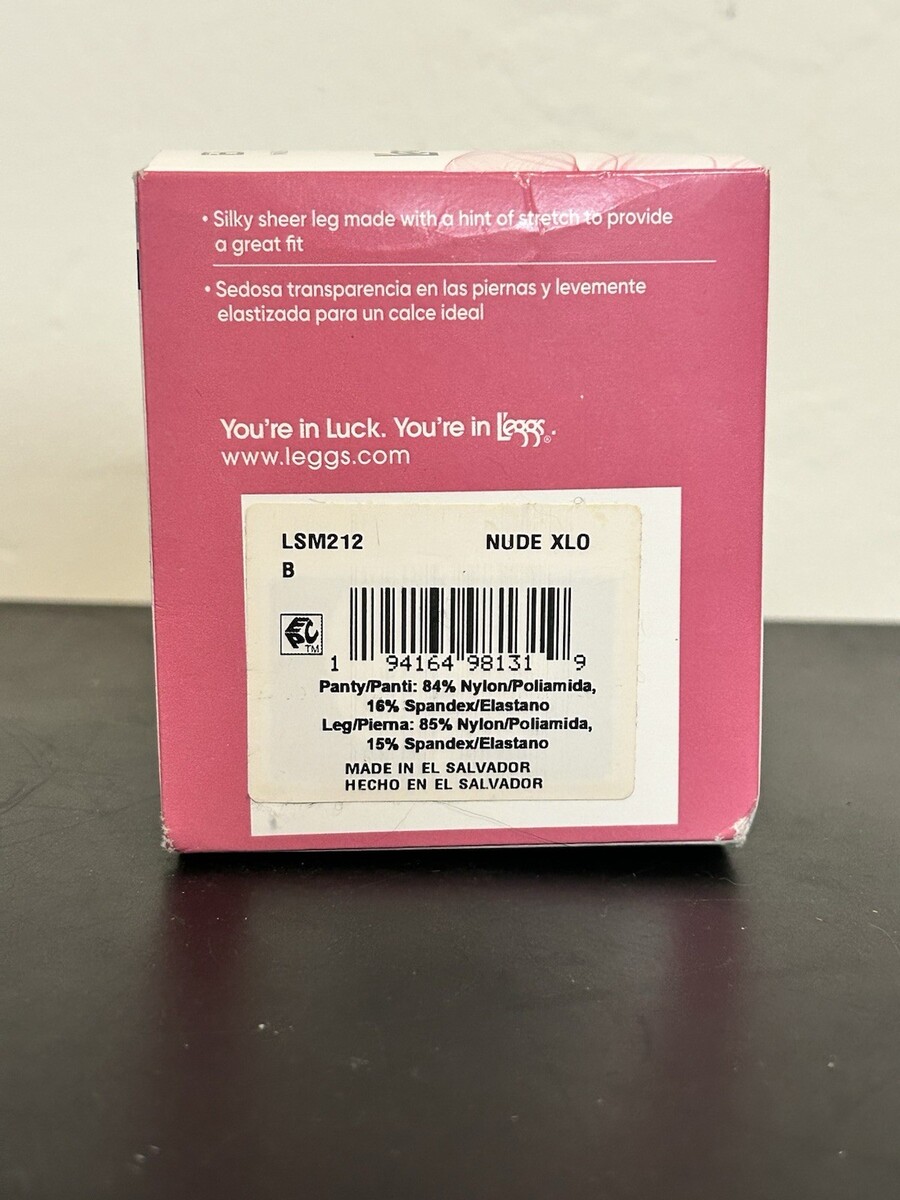 • Silky sheer leg made with a hint of stretch to provide
a great fit
• Sedosa transparencia en las piernas y levemente
elastizada para un calce ideal
You're in Luck. You're in L'eggs®.
www.leggs.com
LSM212 NUDE XLO
B
EPC
TM
1 94164 98131 9
Panty/Panti: 84% Nylon/Poliamida,
16% Spandex/Elastano
Leg/Pierna: 85% Nylon/Poliamida,
15% Spandex/Elastano
MADE IN EL SALVADOR
HECHO EN EL SALVADOR